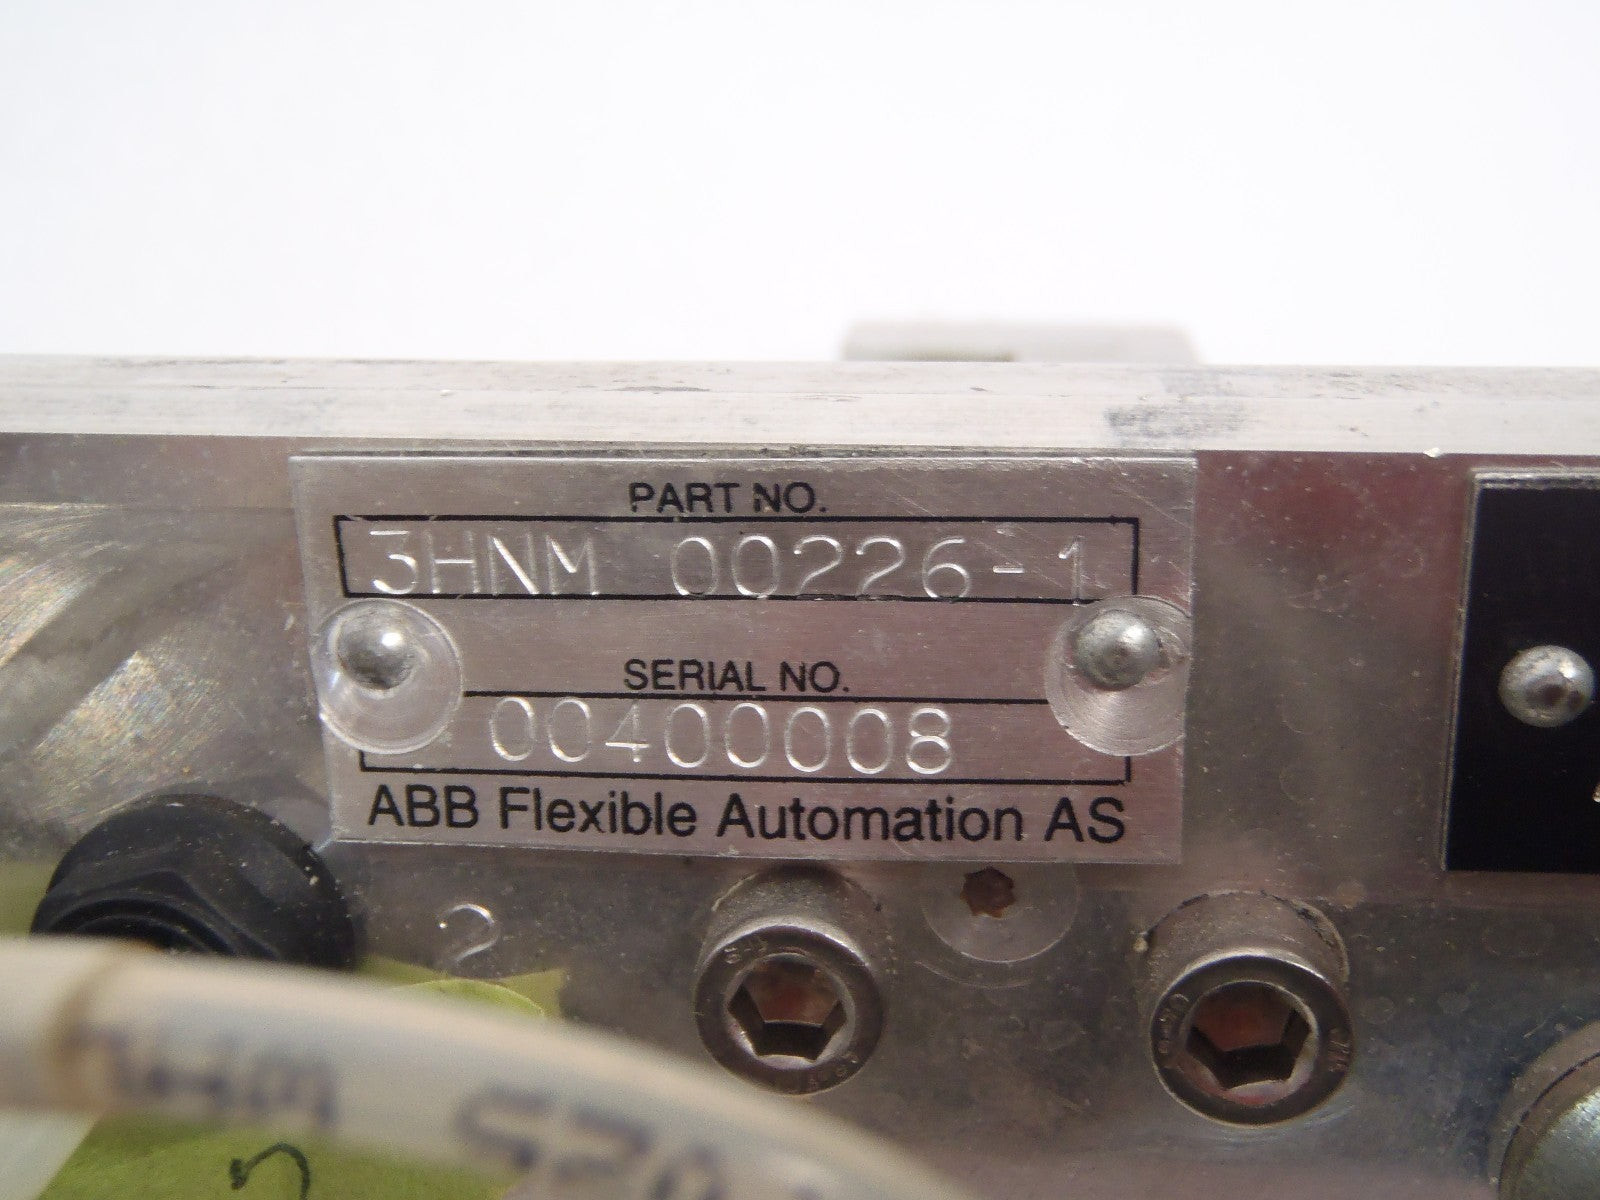 PART NO.
3HNM 00226-1
SERIAL NO.
00400008
ABB Flexible Automation AS
2